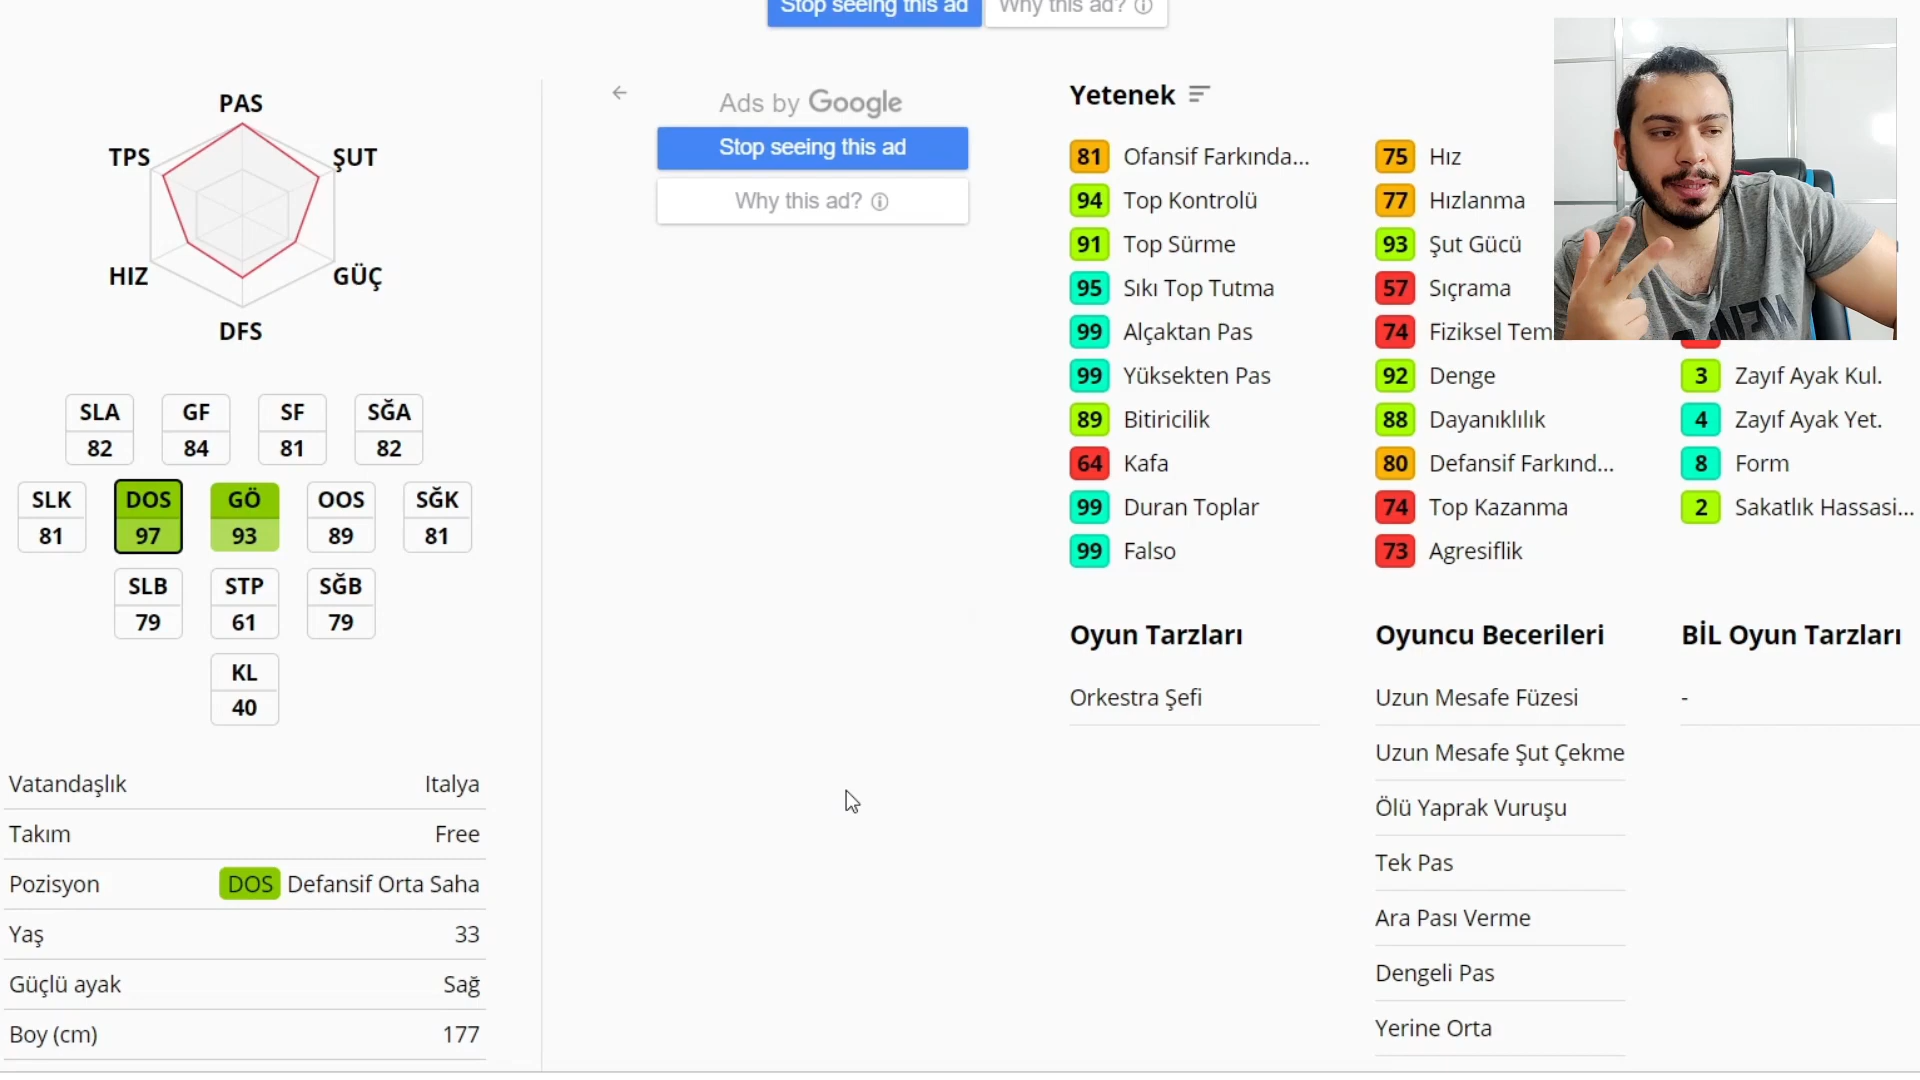 Stop seeing this ad
Why this ad?
PAS
TPS
ŞUT
HIZ
GÜÇ
DFS
SLA
GF
SF
SĞA
82
84
81
82
SLK
DOS
GÖ
OOS
SĞK
81
97
93
89
81
SLB
STP
SĞB
79
61
79
KL
40
Vatandaşlık İtalya
Takım Free
Pozisyon DOS Defansif Orta Saha
Yaş 33
Güçlü ayak Sağ
Boy (cm) 177
Ads by Google
Stop seeing this ad
Why this ad?
Yetenek
81 Ofansif Farkında...
94 Top Kontrolü
91 Top Sürme
95 Sıkı Top Tutma
99 Alçaktan Pas
99 Yüksekten Pas
89 Bitiricilik
64 Kafa
99 Duran Toplar
99 Falso
75 Hız
77 Hızlanma
93 Şut Gücü
57 Sıçrama
74 Fiziksel Tem
92 Denge
88 Dayanıklılık
80 Defansif Farkınd...
74 Top Kazanma
73 Agresiflik
3 Zayıf Ayak Kul.
4 Zayıf Ayak Yet.
8 Form
2 Sakatlık Hassasi...
Oyun Tarzları
Orkestra Şefi
Oyuncu Becerileri
Uzun Mesafe Füzesi
Uzun Mesafe Şut Çekme
Ölü Yaprak Vuruşu
Tek Pas
Ara Pası Verme
Dengeli Pas
Yerine Orta
BİL Oyun Tarzları
-